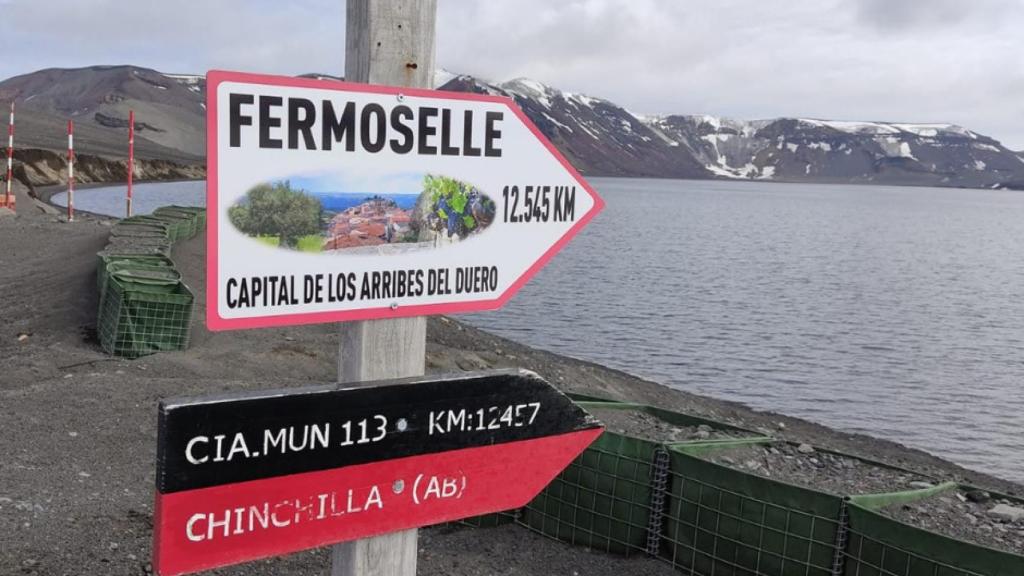 FERMOSELLE
12.545 KM
CAPITAL DE LOS ARRIBES DEL DUERO
CIA.MUN 113 KM:12457
CHINCHILLA (AB)